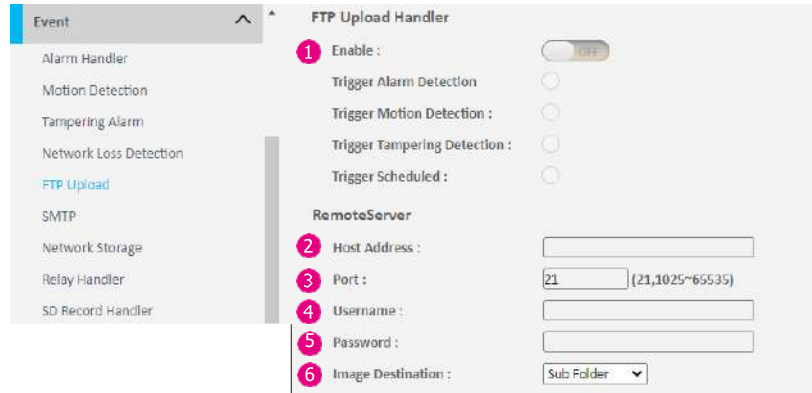 Event
Alarm Handler
Motion Detection
Tampering Alarm
Network Loss Detection
FTP Upload
SMTP
Network Storage
Relay Handler
SD Record Handler
FTP Upload Handler
1 Enable : OFF
Trigger Alarm Detection
Trigger Motion Detection :
Trigger Tampering Detection :
Trigger Scheduled :
RemoteServer
2 Host Address :
3 Port : 21 (21,1025~65535)
4 Username :
5 Password :
6 Image Destination : Sub Folder